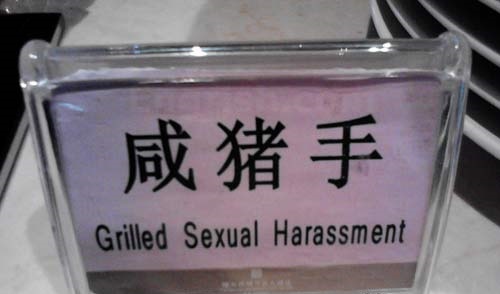 咸猪手
Grilled Sexual Harassment